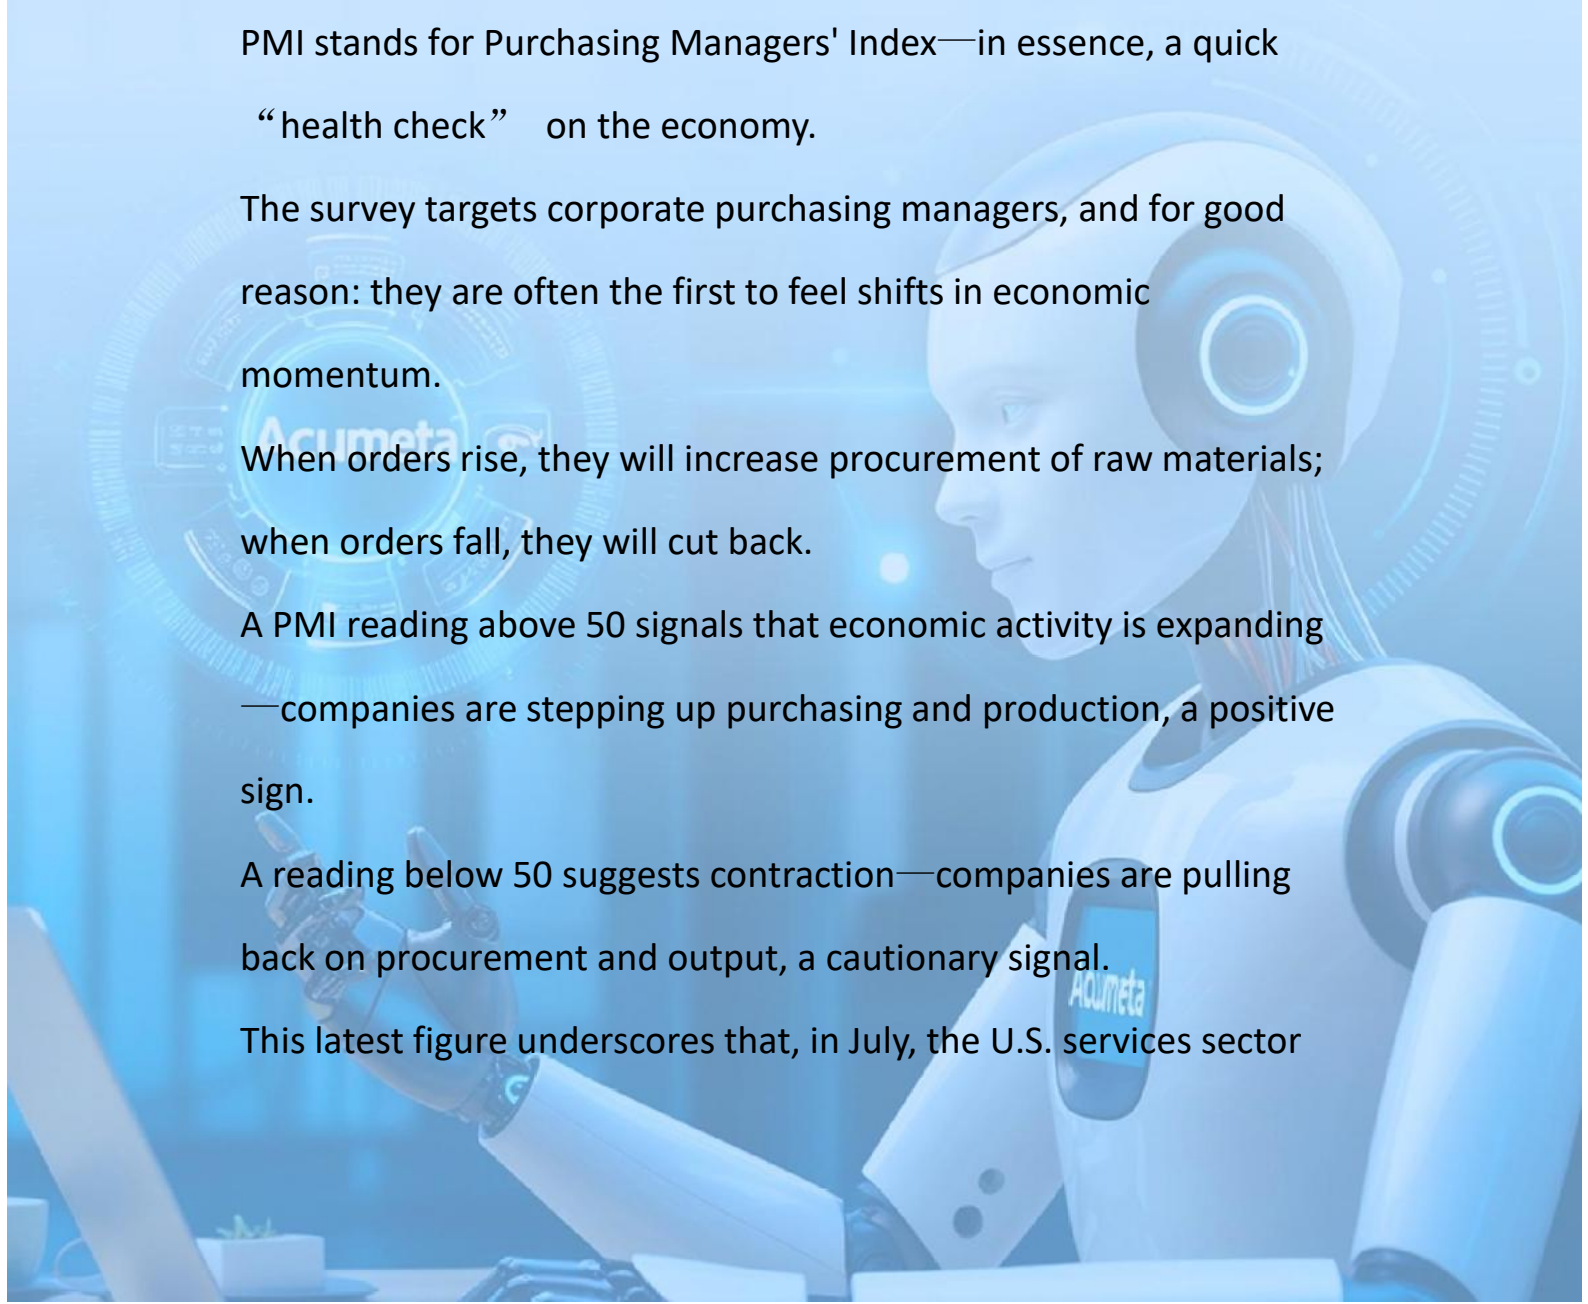 PMI stands for Purchasing Managers' Index—in essence, a quick
“health check” on the economy.
The survey targets corporate purchasing managers, and for good
reason: they are often the first to feel shifts in economic
momentum.
Acumeta
When orders rise, they will increase procurement of raw materials;
when orders fall, they will cut back.
A PMI reading above 50 signals that economic activity is expanding
—companies are stepping up purchasing and production, a positive
sign.
A reading below 50 suggests contraction—companies are pulling
back on procurement and output, a cautionary signal.
Acumeta
This latest figure underscores that, in July, the U.S. services sector